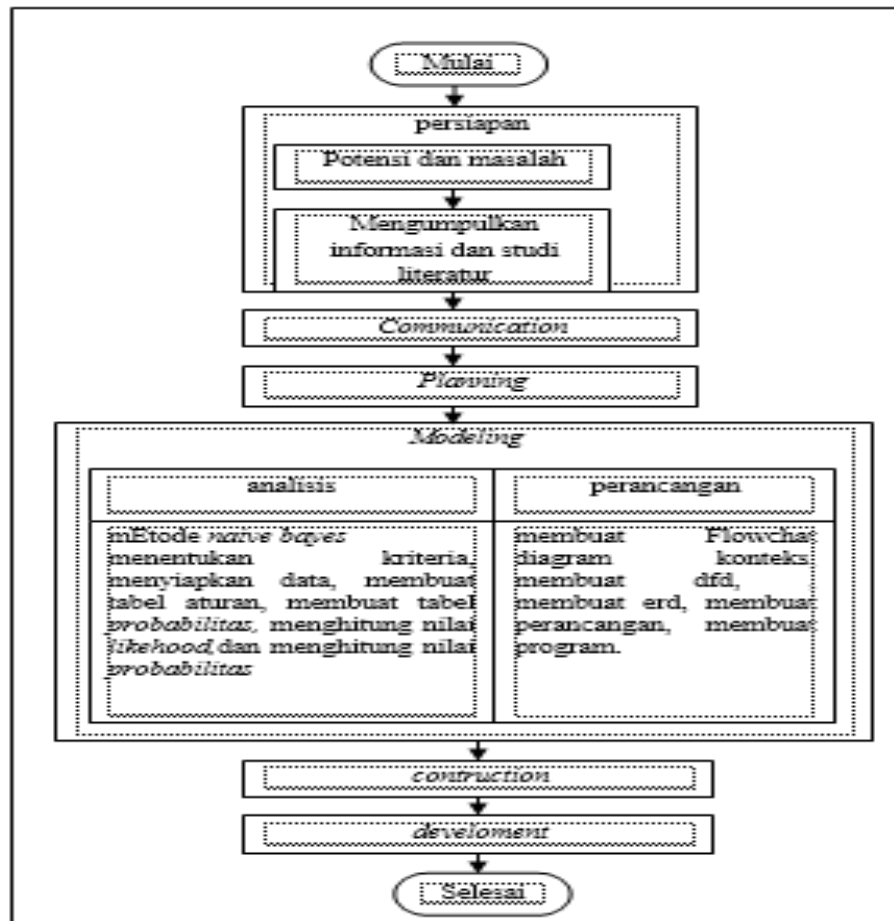 Mulai
persiapan
Potensi dan masalah
Mengumpulkan
informasi dan studi
literatur
Communication
Planning
Modeling
analisis
mEtode naive bayes
menentukan kriteria,
menyiapkan data, membuat
tabel aturan, membuat tabel
probabilitas, menghitung nilai
likehood, dan menghitung nilai
probabilitas
perancangan
membuat Flowchat
diagram konteks
membuat dfd,
membuat erd, membuat
perancangan, membuat
program.
contruction
develoment
Selesai